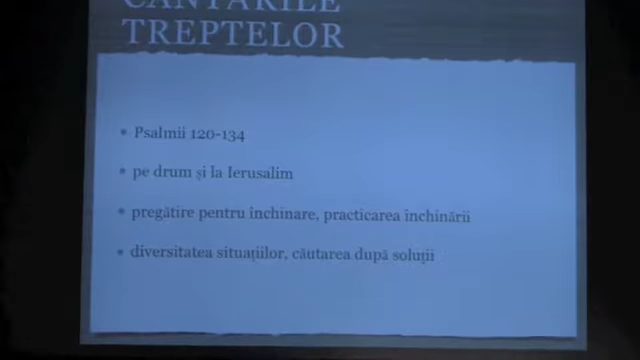 CÂNTĂRILE
TREPTELOR
• Psalmii 120-134
• pe drum și la Ierusalim
• pregătire pentru închinare, practicarea închinării
• diversitatea situațiilor, căutarea după soluții